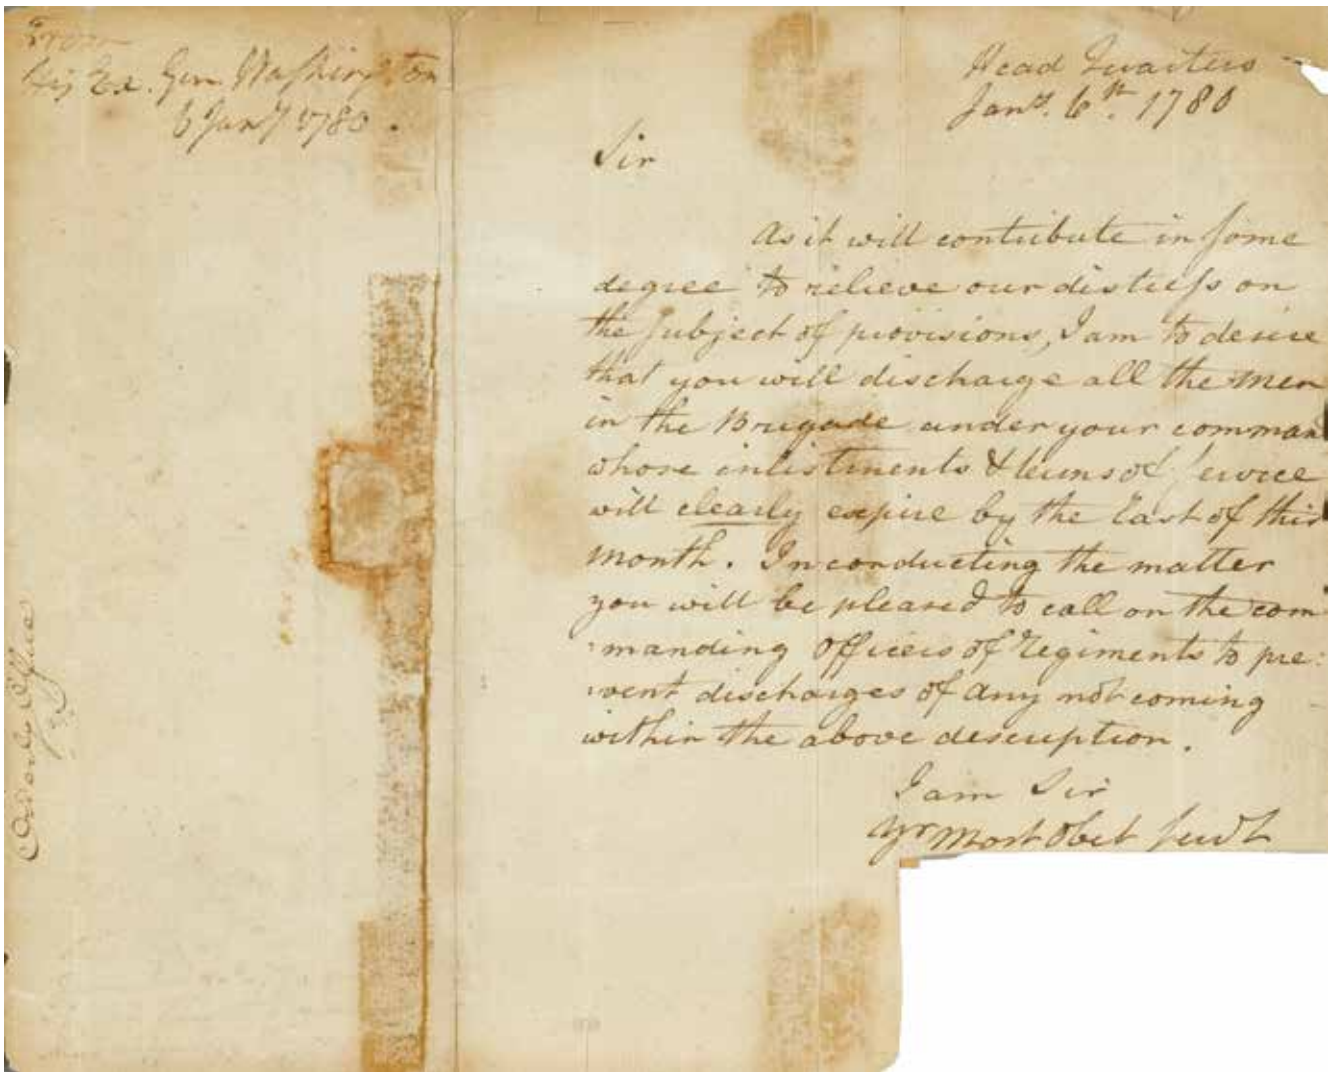 From
His Ex. Gen. Washington
6 Jany 1780.
Head Quarters
Jany. 6th. 1780
Sir
As it will contribute in some
degree to relieve our distress on
the subject of provisions, I am to desire
that you will discharge all the men
in the Brigade under your comman
whose inlistments & terms of service
will clearly expire by the last of this
month. In conducting the matter
you will be pleased to call on the com
manding officers of Regiments to pre:
vent discharges of any not coming
within the above description.
I am Sir
Yr most obet servt
Orderly Office